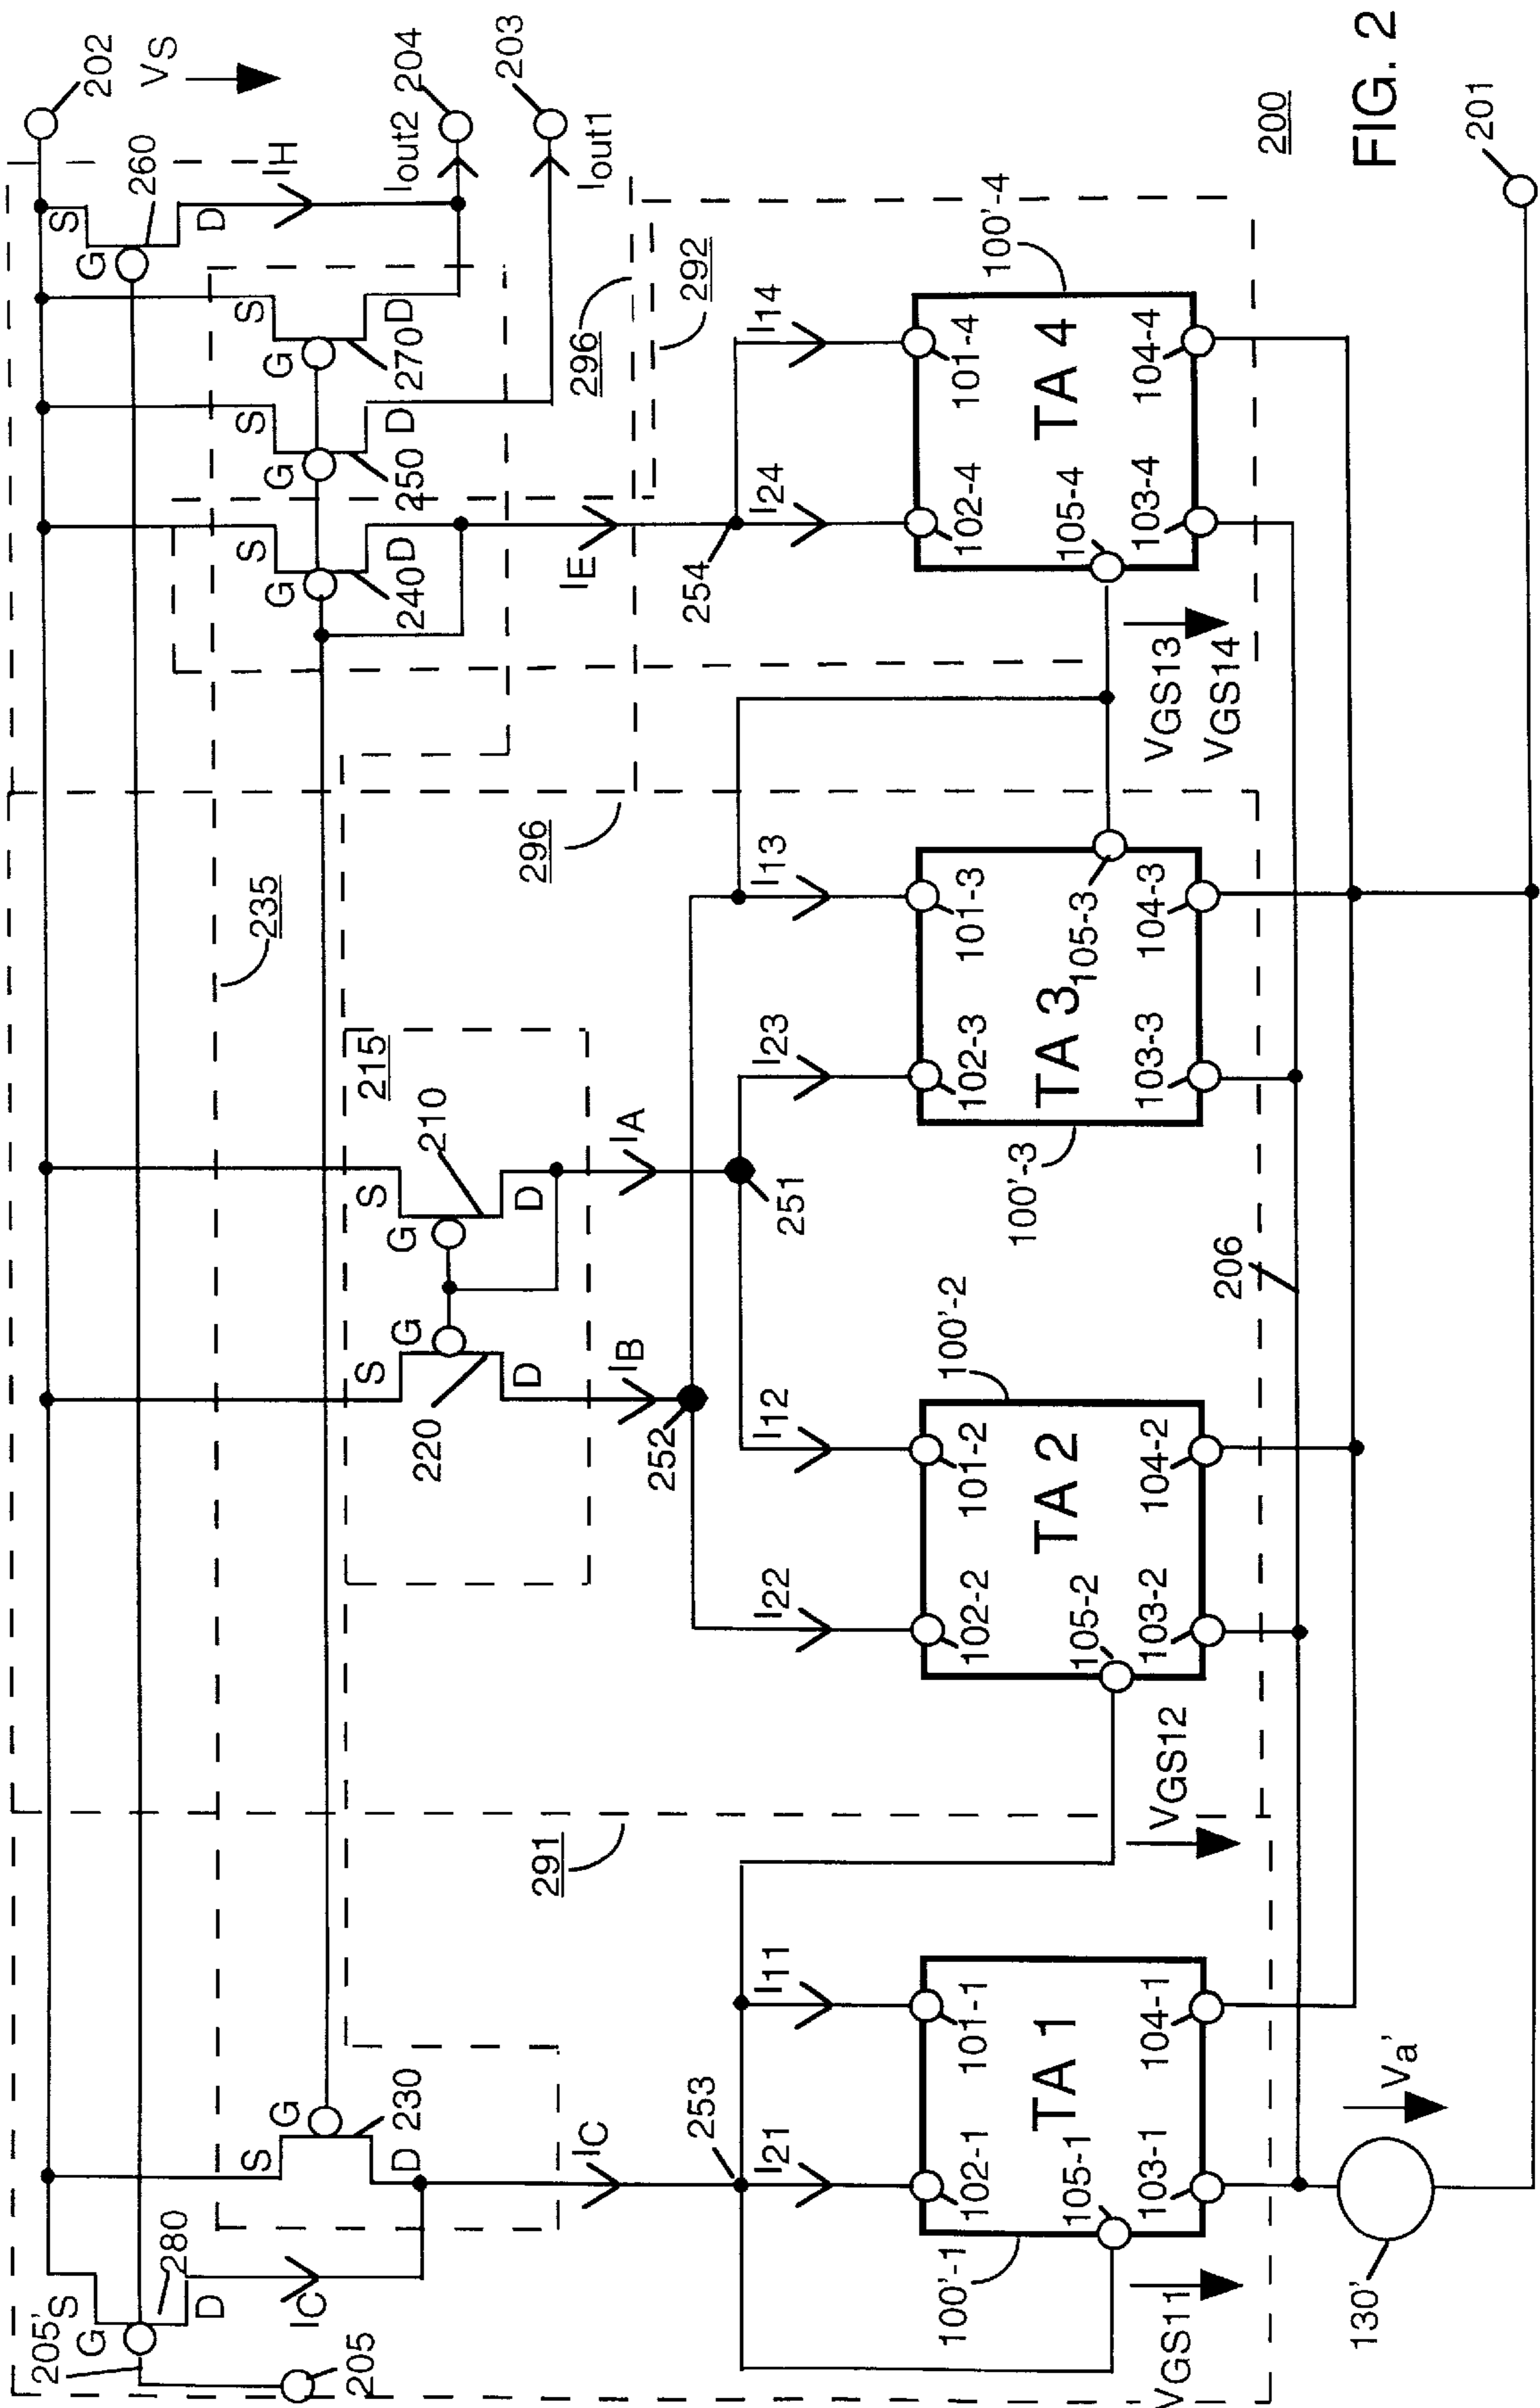 202
VS
204
203
260
IH
Iout2
Iout1
S
G
D
S
G
D
270
S
G
D
250
S
G
D
240
296
292
IE
254
I14
I24
100'-4
101-4
102-4
TA 4
105-4
104-4
103-4
VGS13
VGS14
200
FIG. 2
201
235
296
215
210
S
G
D
S
G
D
220
IA
IB
251
252
I13
I23
I12
I22
101-3
102-3
TA 3
105-3
104-3
103-3
100'-3
206
100'-2
101-2
102-2
TA 2
105-2
104-2
103-2
VGS12
291
S
G
D
230
IC
253
I11
I21
101-1
102-1
TA 1
105-1
104-1
103-1
100'-1
VGS11
Va'
130'
205'
S
G
D
280
IC
205